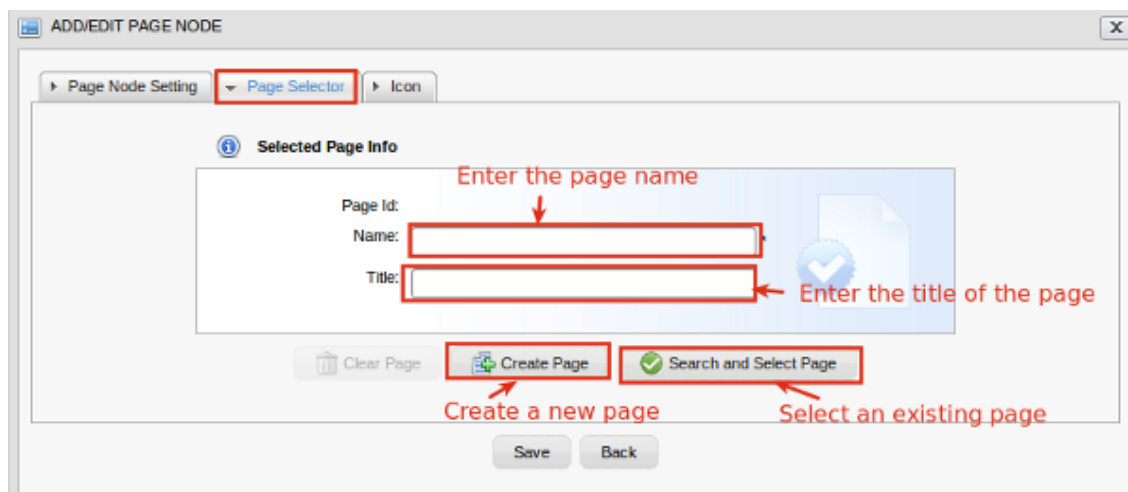 ADD/EDIT PAGE NODE
X
Page Node Setting Page Selector Icon
Selected Page Info
Enter the page name
Page Id:
Name: *
Title:
Enter the title of the page
Clear Page Create Page Search and Select Page
Create a new page Select an existing page
Save Back